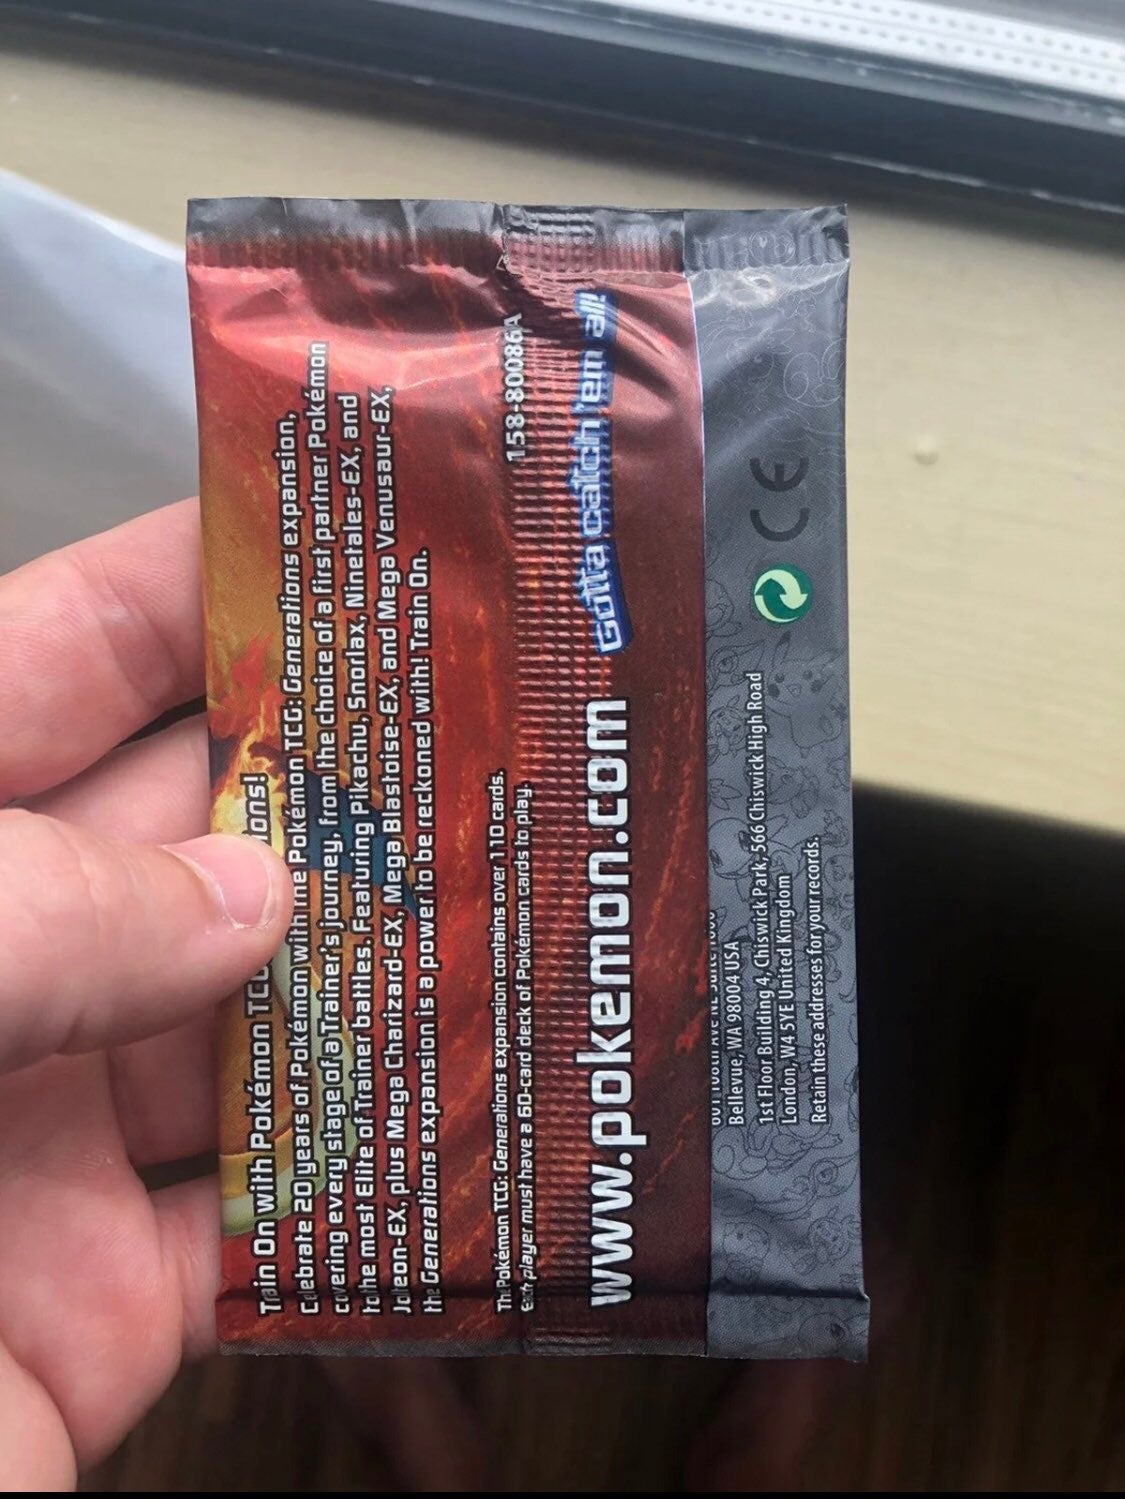 Train On with Pokémon TCG
Celebrate 20 years of Pokémon with the Pokémon TCG: Generations expansion,
covering every stage of a Trainer's journey, from the choice of a first partner Pokémon
to the most Elite of Trainer battles. Featuring Pikachu, Snorlax, Ninetales-EX, and
Jolteon-EX, plus Mega Charizard-EX, Mega Blastoise-EX, and Mega Venusaur-EX,
the Generations expansion is a power to be reckoned with! Train On.
The Pokémon TCG: Generations expansion contains over 110 cards.
Each player must have a 60-card deck of Pokémon cards to play.
158-80086A
www.pokemon.com
Gotta catch 'em all!
Bellevue, WA 98004 USA
1st Floor Building 4, Chiswick Park, 566 Chiswick High Road
London, W4 5YE United Kingdom
Retain these addresses for your records.
CE